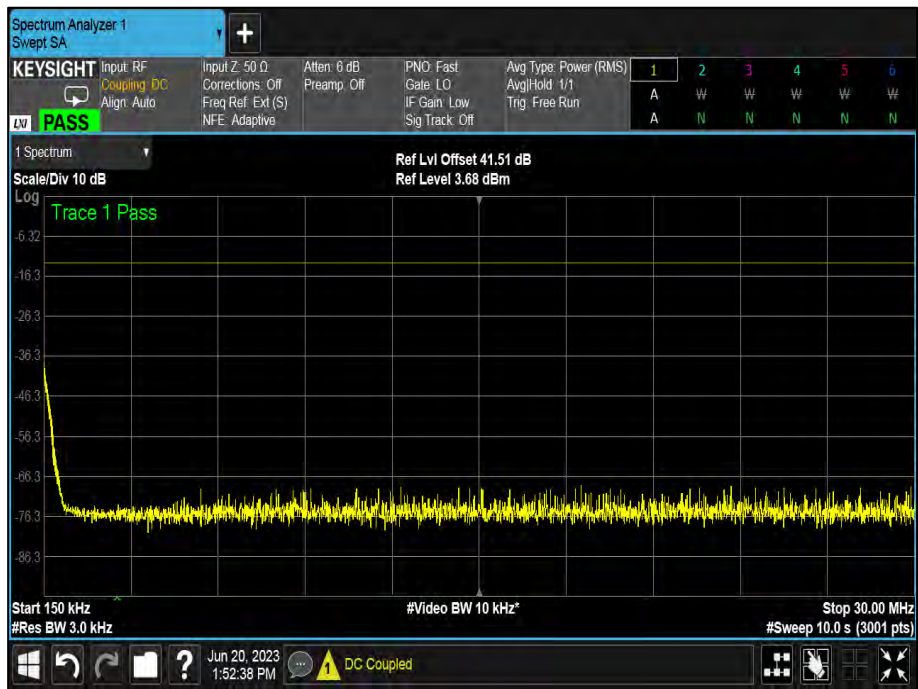 Spectrum Analyzer 1
Swept SA
+
KEYSIGHT
LXI PASS
Input: RF
Coupling: DC
Align: Auto
Input Z: 50 Ω
Corrections: Off
Freq Ref: Ext (S)
NFE: Adaptive
Atten: 6 dB
Preamp: Off
PNO: Fast
Gate: LO
IF Gain: Low
Sig Track: Off
Avg Type: Power (RMS)
Avg|Hold: 1/1
Trig: Free Run
1 2 3 4 5 6
A W W W W W
A N N N N N
1 Spectrum
Scale/Div 10 dB
Ref Lvl Offset 41.51 dB
Ref Level 3.68 dBm
Log
Trace 1 Pass
-6.32
-16.3
-26.3
-36.3
-46.3
-56.3
-66.3
-76.3
-86.3
Start 150 kHz
#Res BW 3.0 kHz
#Video BW 10 kHz*
Stop 30.00 MHz
#Sweep 10.0 s (3001 pts)
?
Jun 20, 2023
1:52:38 PM
1
DC Coupled